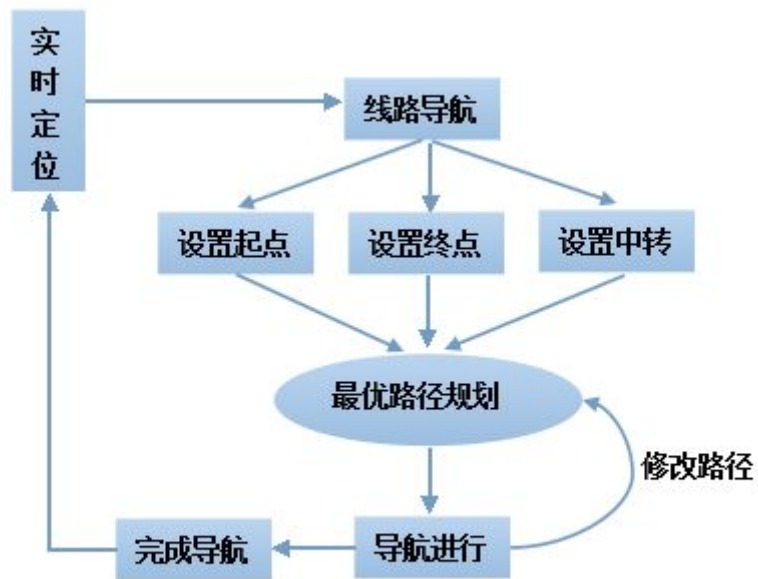 实时定位
线路导航
设置起点
设置终点
设置中转
最优路径规划
修改路径
完成导航
导航进行